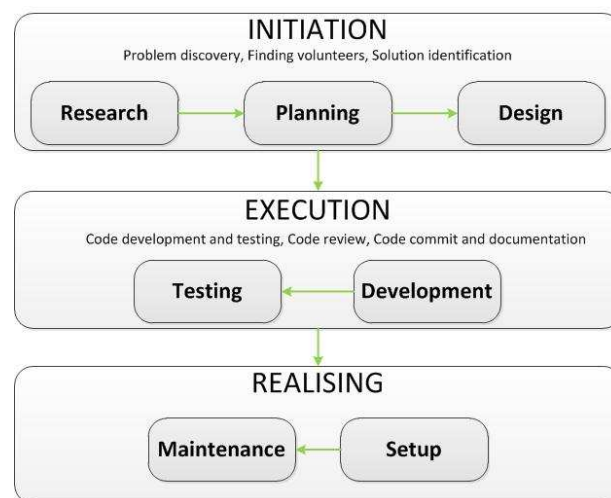 INITIATION
Problem discovery, Finding volunteers, Solution identification
Research
Planning
Design
EXECUTION
Code development and testing, Code review, Code commit and documentation
Testing
Development
REALISING
Maintenance
Setup